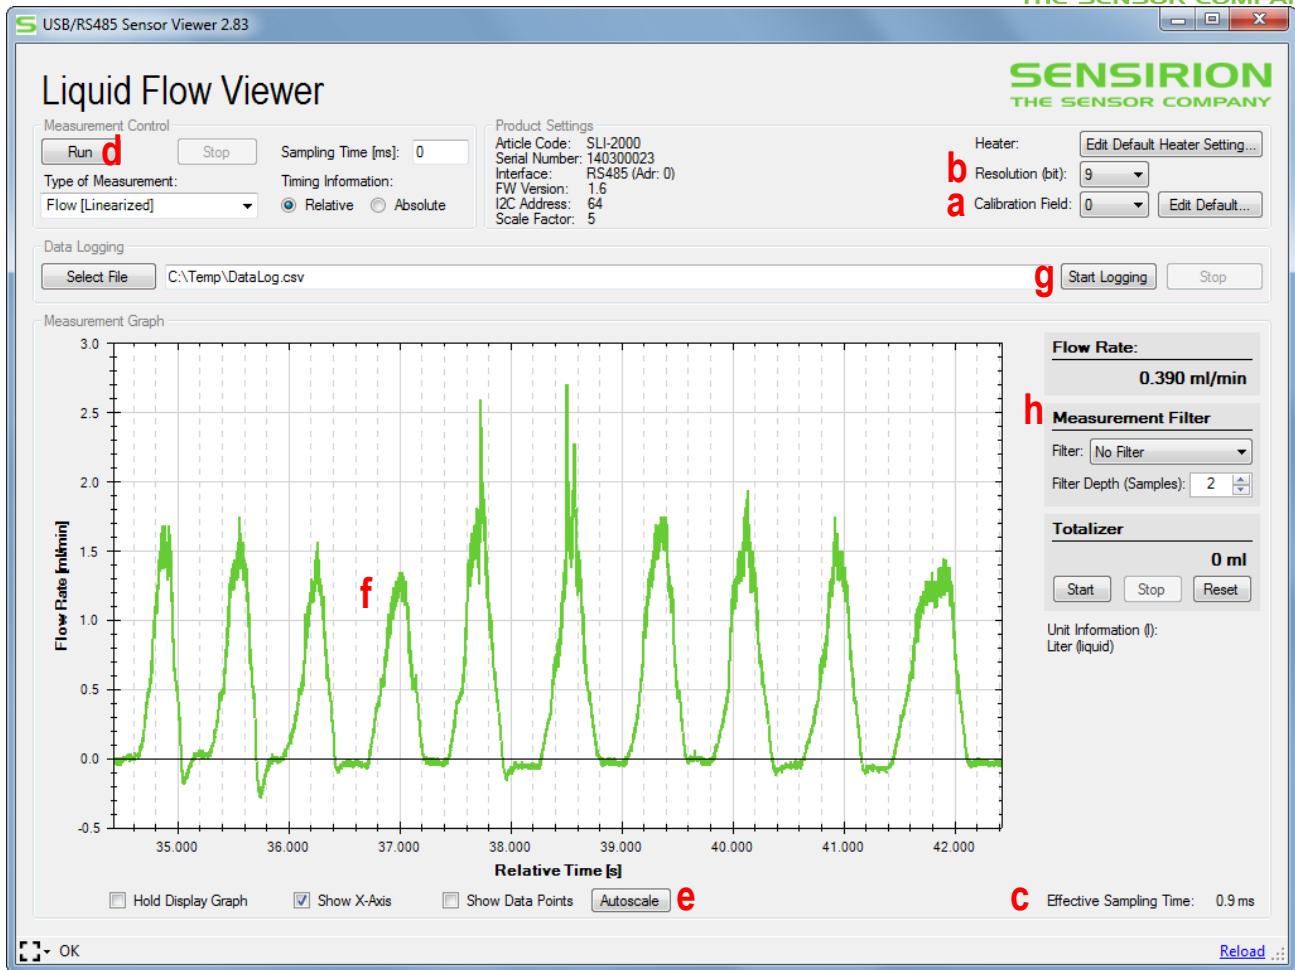 THE SENSOR COMPANY
USB/RS485 Sensor Viewer 2.83
Liquid Flow Viewer
SENSIRION
THE SENSOR COMPANY
Measurement Control
Run d Stop Sampling Time [ms]: 0
Type of Measurement: Timing Information:
Flow [Linearized] Relative Absolute
Product Settings
Article Code: SLI-2000
Serial Number: 140300023
Interface: RS485 (Adr: 0)
FW Version: 1.6
I2C Address: 64
Scale Factor: 5
Heater: Edit Default Heater Setting...
b Resolution (bit): 9
a Calibration Field: 0 Edit Default...
Data Logging
Select File C:\Temp\DataLog.csv g Start Logging Stop
Measurement Graph
3.0
2.5
2.0
1.5
1.0
0.5
0.0
-0.5
Flow Rate [ml/min]
f
35.000 36.000 37.000 38.000 39.000 40.000 41.000 42.000
Relative Time [s]
Flow Rate:
0.390 ml/min
h Measurement Filter
Filter: No Filter
Filter Depth (Samples): 2
Totalizer
0 ml
Start Stop Reset
Unit Information (l):
Liter (liquid)
Hold Display Graph Show X-Axis Show Data Points Autoscale e c Effective Sampling Time: 0.9 ms
OK Reload